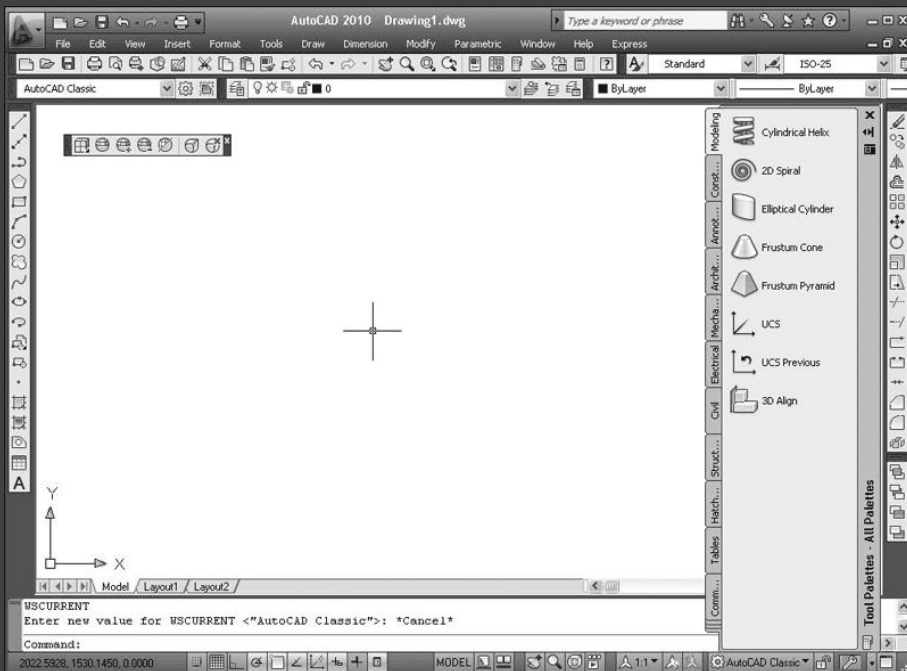 AutoCAD 2010 Drawing1.dwg
Type a keyword or phrase
File Edit View Insert Format Tools Draw Dimension Modify Parametric Window Help Express
Standard
ISO-25
AutoCAD Classic
0
ByLayer
ByLayer
Modeling
Const...
Annot...
Archit...
Mecha...
Electrical
Civil
Struct...
Hatch...
Tables
Comm...
Cylindrical Helix
2D Spiral
Elliptical Cylinder
Frustum Cone
Frustum Pyramid
UCS
UCS Previous
3D Align
Tool Palettes - All Palettes
A
Y
X
Model Layout1 Layout2
WSCURRENT
Enter new value for WSCURRENT <"AutoCAD Classic">: *Cancel*
Command:
2022.5928, 1530.1450, 0.0000
MODEL
1:1
AutoCAD Classic